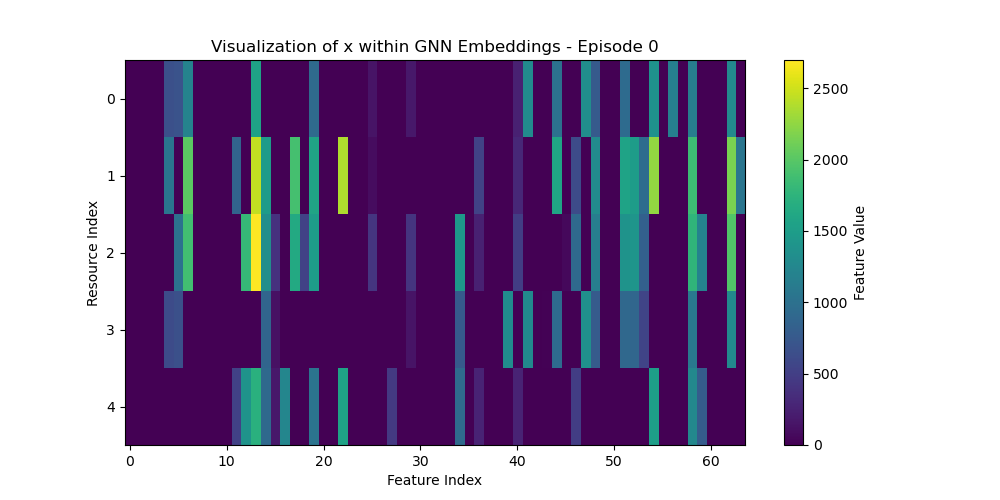 Visualization of x within GNN Embeddings - Episode 0
Resource Index
0
1
2
3
4
0 10 20 30 40 50 60
Feature Index
2500
2000
1500
1000
500
0
Feature Value